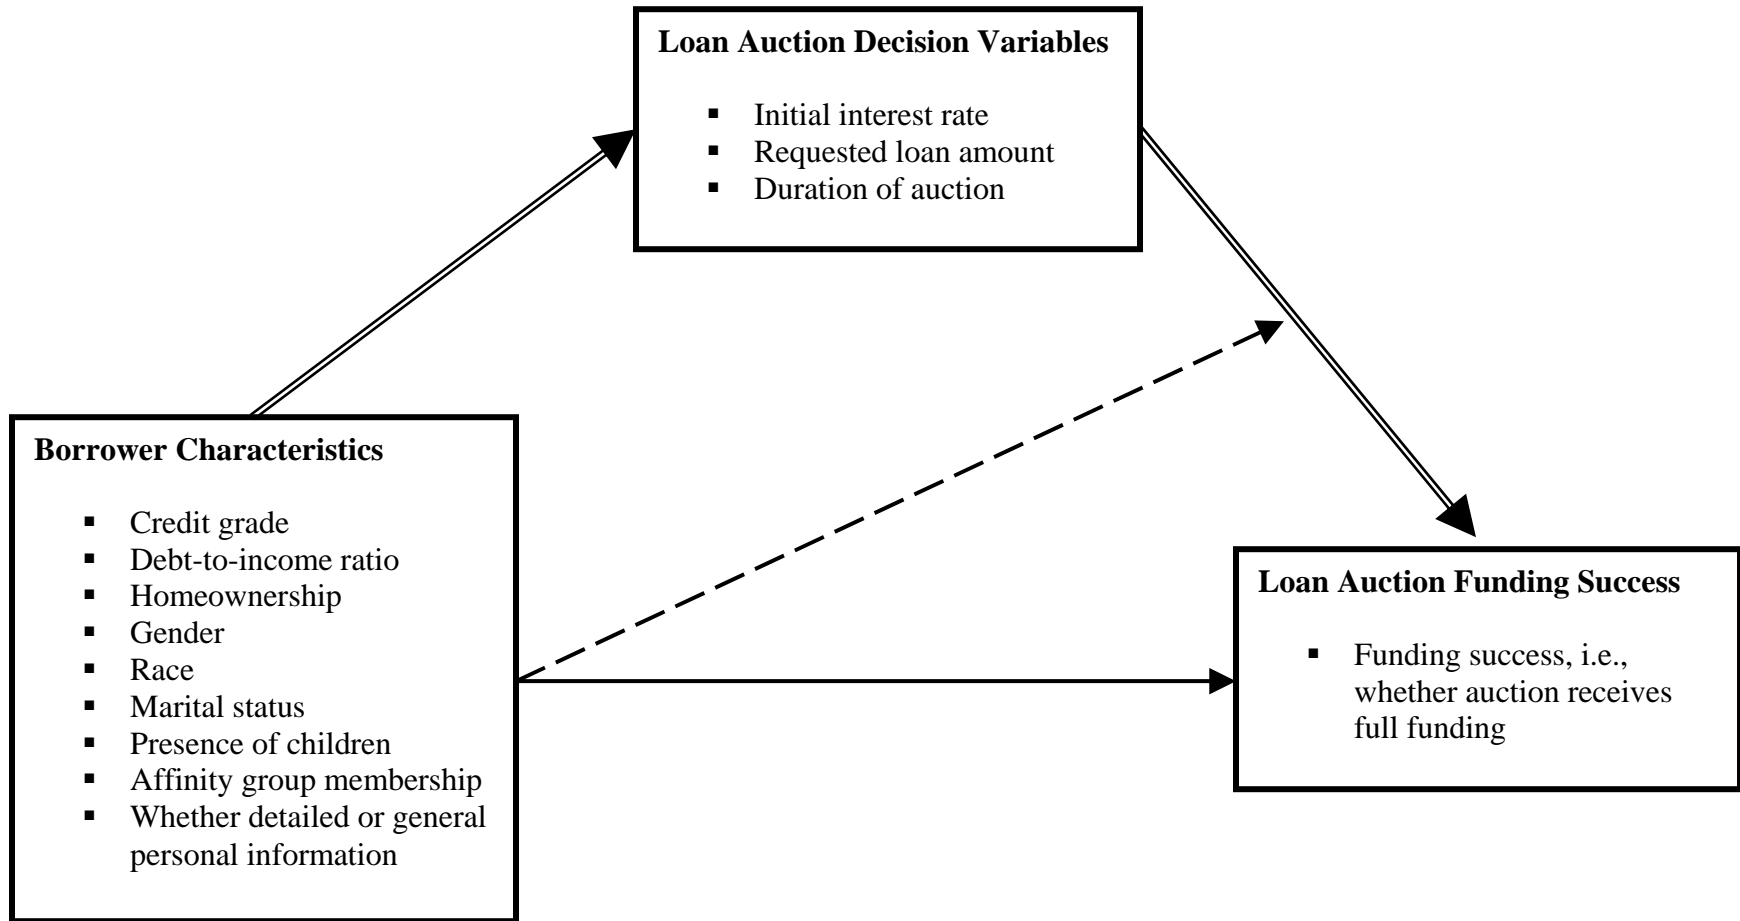 Loan Auction Decision Variables
▪ Initial interest rate
▪ Requested loan amount
▪ Duration of auction
Borrower Characteristics
▪ Credit grade
▪ Debt-to-income ratio
▪ Homeownership
▪ Gender
▪ Race
▪ Marital status
▪ Presence of children
▪ Affinity group membership
▪ Whether detailed or general
personal information
Loan Auction Funding Success
▪ Funding success, i.e.,
whether auction receives
full funding